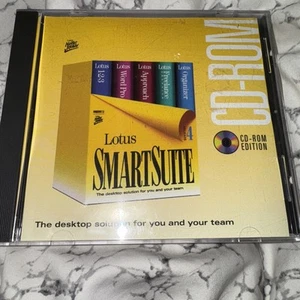 Lotus 1-2-3
Lotus Word Pro
Lotus Approach
Lotus Freelance
Lotus Organizer
4
Lotus
SMARTSUITE
The desktop solution for you and your team.
CD-ROM
CD-ROM
EDITION
The desktop solution for you and your team